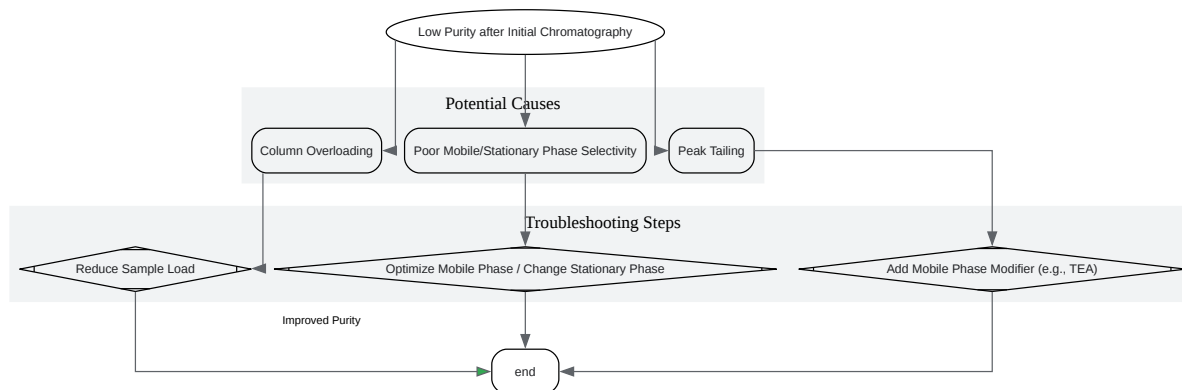 Low Purity after Initial Chromatography
Potential Causes
Column Overloading
Poor Mobile/Stationary Phase Selectivity
Peak Tailing
Troubleshooting Steps
Reduce Sample Load
Optimize Mobile Phase / Change Stationary Phase
Add Mobile Phase Modifier (e.g., TEA)
Improved Purity
end